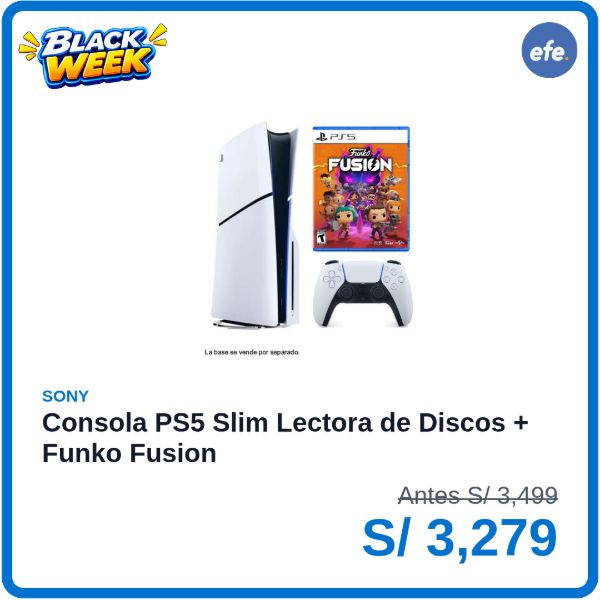 BLACK
WEEK
efe.
PS5
Funko
FUSION
T
La base se vende por separado.
SONY
Consola PS5 Slim Lectora de Discos +
Funko Fusion
Antes S/ 3,499
S/ 3,279